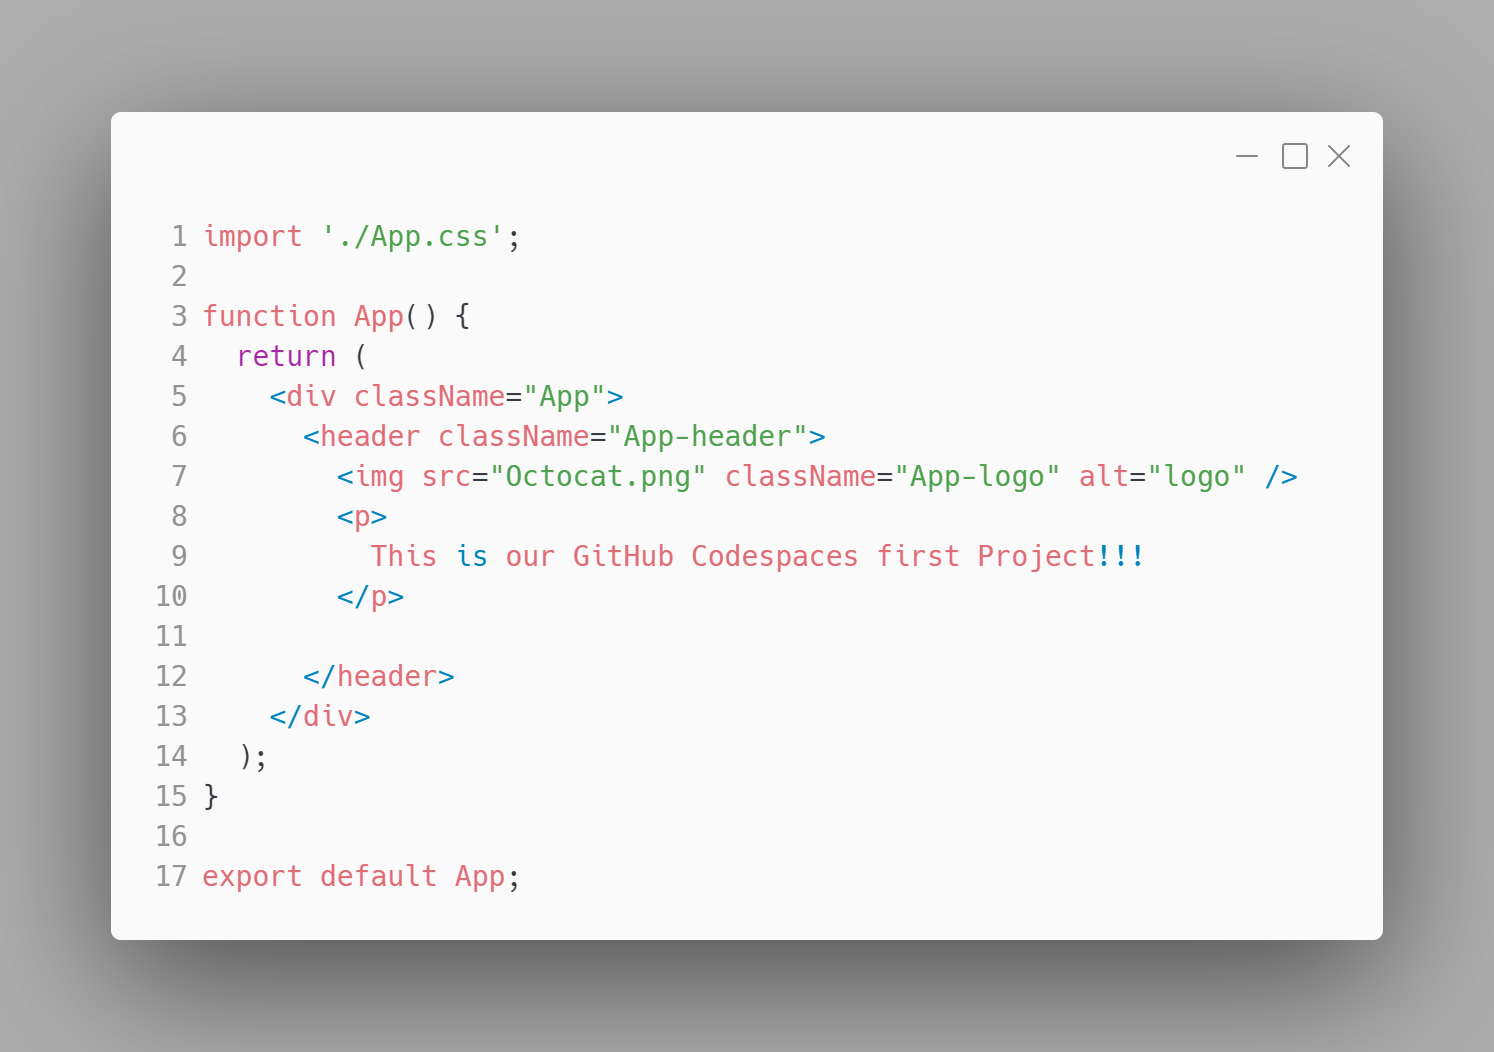 1 import './App.css';
2
3 function App() {
4   return (
5     <div className="App">
6       <header className="App-header">
7         <img src="Octocat.png" className="App-logo" alt="logo" />
8         <p>
9           This is our GitHub Codespaces first Project!!!
10         </p>
11
12       </header>
13     </div>
14   );
15 }
16
17 export default App;